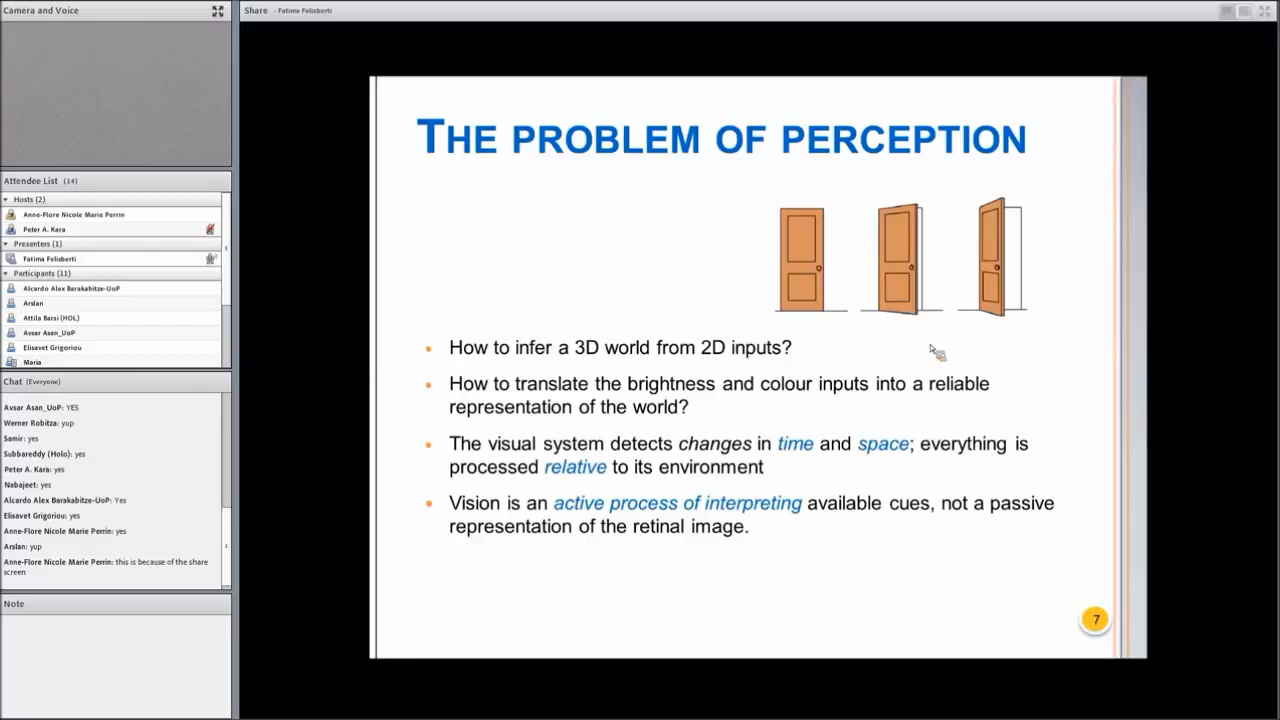 Camera and Voice
Share - Fatima Felisberti
Attendee List (14)
Hosts (2)
Anne-Flore Nicole Marie Perrin
Peter A. Kara
Presenters (1)
Fatima Felisberti
Participants (11)
Alcardo Alex Barakabitze-UoP
Arslan
Attila Barsi (HOL)
Avsar Asan_UoP
Elisavet Grigoriou
Maria
Chat (Everyone)
Avsar Asan_UoP: YES
Werner Robitza: yup
Samir: yes
Subbareddy (Holo): yes
Peter A. Kara: yes
Nabajeet: yes
Alcardo Alex Barakabitze-UoP: Yes
Elisavet Grigoriou: yes
Anne-Flore Nicole Marie Perrin: yes
Arslan: yup
Anne-Flore Nicole Marie Perrin: this is because of the share
screen
Note
THE PROBLEM OF PERCEPTION
• How to infer a 3D world from 2D inputs?
• How to translate the brightness and colour inputs into a reliable
representation of the world?
• The visual system detects changes in time and space; everything is
processed relative to its environment
• Vision is an active process of interpreting available cues, not a passive
representation of the retinal image.
7